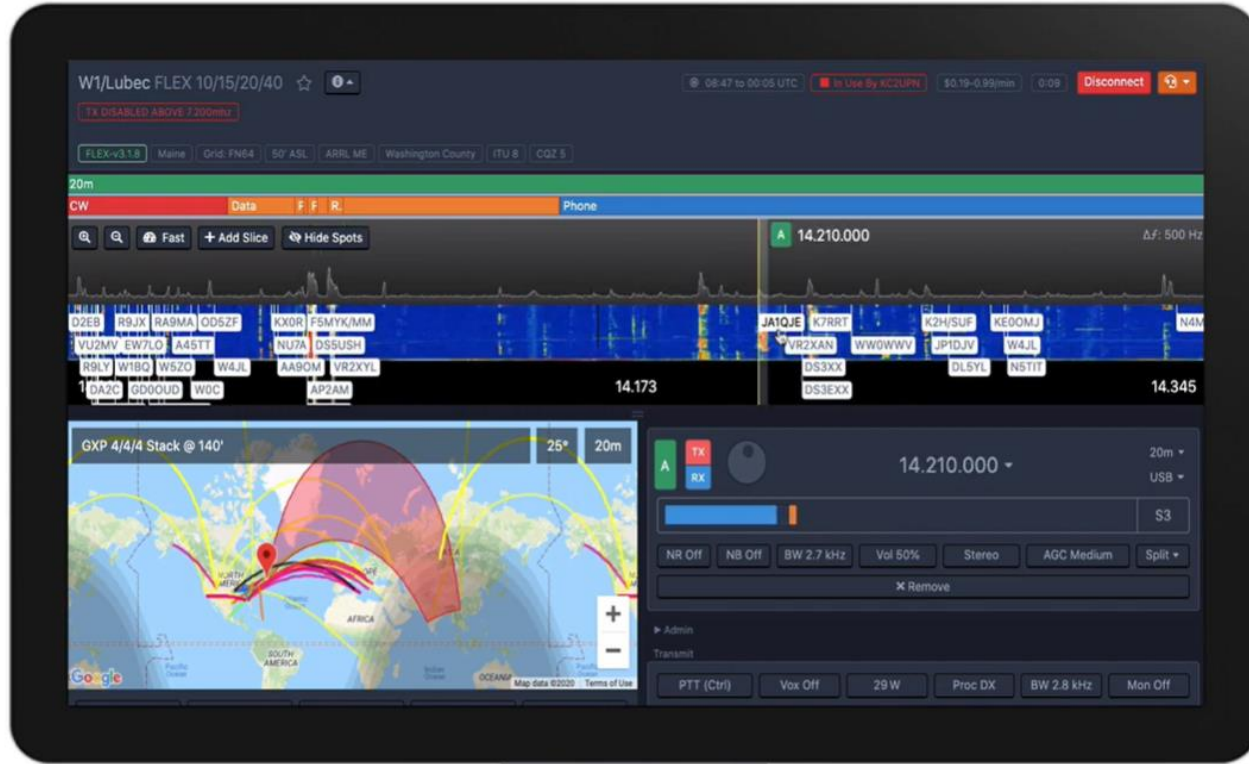 W1/Lubec FLEX 10/15/20/40
08:47 to 00:05 UTC
In Use By KC2UPN
$0.19-0.99/min
0:09
Disconnect
TX DISABLED ABOVE 7.200mhz
FLEX-v3.1.8
Maine
Grid: FN64
50' ASL
ARRL ME
Washington County
ITU 8
CQZ 5
20m
CW
Data
F
F
R.
Phone
Fast
+ Add Slice
Hide Spots
A
14.210.000
Δf: 500 Hz
D2EB
R9JX
RA9MA
OD5ZF
KX0R
F5MYK/MM
JA1QJE
K7RRT
K2H/SUF
KE0OMJ
N4M
VU2MV
EW7LO
A45TT
NU7A
DS5USH
VR2XAN
WW0WWV
JP1DJV
W4JL
R9LY
W1BQ
W5ZO
W4JL
AA9OM
VR2XYL
DS3XX
DL5YL
N5TIT
DA2C
GD0OUD
W0C
AP2AM
14.173
DS3EXX
14.345
GXP 4/4/4 Stack @ 140'
25°
20m
NORTH
AFRICA
SOUTH
AMERICA
OCEANIA
Google
Map data ©2020
Terms of Use
+
−
A
TX
RX
14.210.000
20m
USB
S3
NR Off
NB Off
BW 2.7 kHz
Vol 50%
Stereo
AGC Medium
Split
× Remove
Admin
Transmit
PTT (Ctrl)
Vox Off
29 W
Proc DX
BW 2.8 kHz
Mon Off